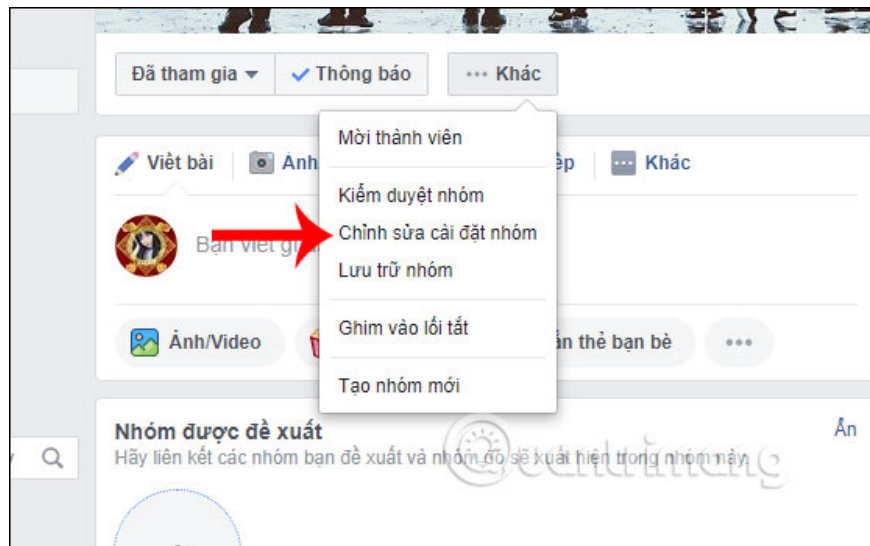 Đã tham gia
Thông báo
Khác
Mời thành viên
Viết bài
Ảnh
Khác
Kiểm duyệt nhóm
Chỉnh sửa cài đặt nhóm
Bạn viết
Lưu trữ nhóm
Ghim vào lối tắt
Ảnh/Video
thẻ bạn bè
Tạo nhóm mới
Nhóm được đề xuất
Ẩn
Hãy liên kết các nhóm bạn đề xuất và nhóm đó sẽ xuất hiện trong nhóm này.
quantrimang